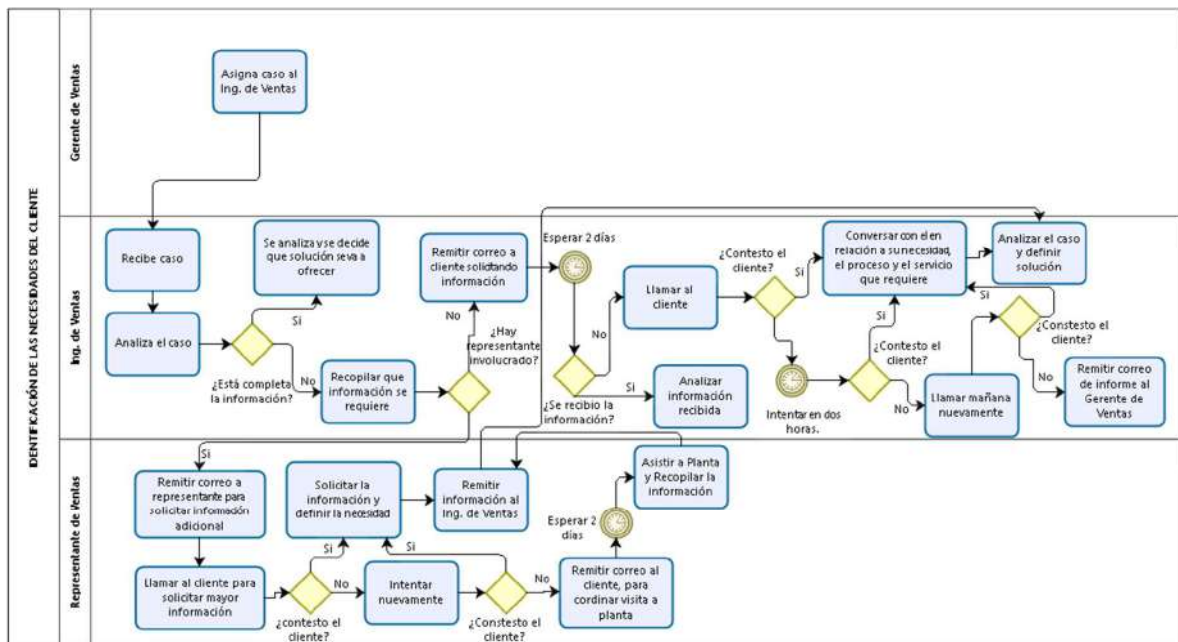 IDENTIFICACIÓN DE LAS NECESIDADES DEL CLIENTE
Gerente de Ventas
Asigna caso al
Ing. de Ventas
Ing. de Ventas
Recibe caso
Analiza el caso
¿Está completa
la información?
Si
Se analiza y se decide
que solución se va a
ofrecer
No
Recopilar que
información se
requiere
¿Hay
representante
involucrado?
No
Remitir correo a
cliente solicitando
información
Esperar 2 días
¿Se recibio la
información?
No
Llamar al
cliente
Si
Analizar
información
recibida
¿Contesto el
cliente?
Si
Conversar con el en
relación a su necesidad,
el proceso y el servicio
que requiere
Analizar el caso
y definir
solución
Intentar en dos
horas.
¿Contesto el
cliente?
Si
No
Llamar mañana
nuevamente
¿Constesto el
cliente?
Si
No
Remitir correo
de informe al
Gerente de
Ventas
Representante de Ventas
Si
Remitir correo a
representante para
solicitar información
adicional
Llamar al cliente para
solicitar mayor
información
¿contesto el
cliente?
Si
Solicitar la
información y
definir la necesidad
No
Intentar
nuevamente
¿Constesto el
cliente?
Si
Remitir
información al
Ing. de Ventas
No
Remitir correo al
cliente, para
cordinar visita a
planta
Esperar 2
días
Asistir a Planta
y Recopilar la
información